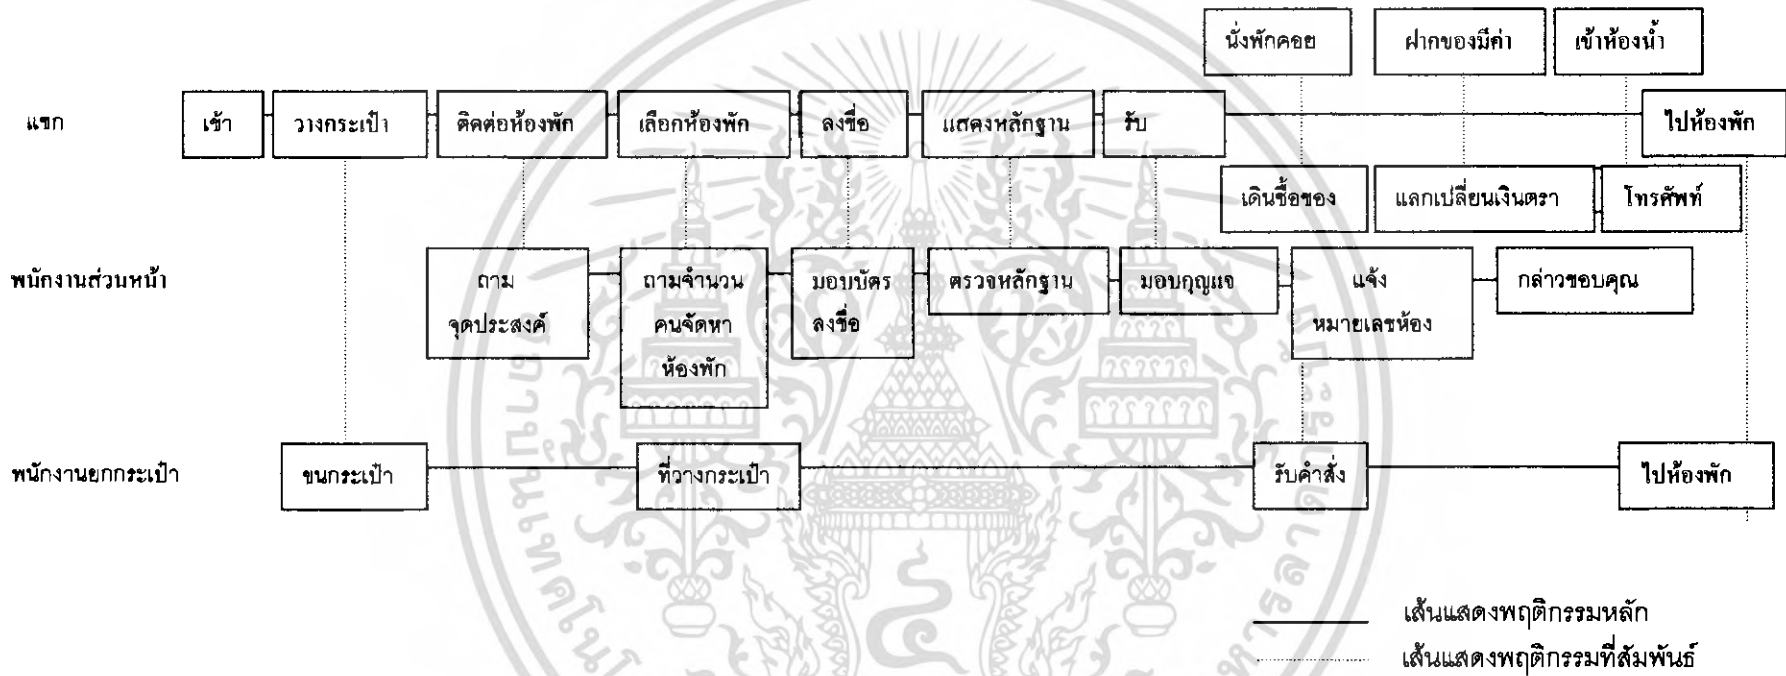 นั่งพักคอย ฝากของมีค่า เข้าห้องน้ำ
แขก เข้า วางกระเป๋า ติดต่อห้องพัก เลือกห้องพัก ลงชื่อ แสดงหลักฐาน รับ ไปห้องพัก
เดินซื้อของ แลกเปลี่ยนเงินตรา โทรศัพท์
พนักงานส่วนหน้า ถาม ถามจำนวน มอบบัตร ตรวจหลักฐาน มอบกุญแจ แจ้ง กล่าวขอบคุณ
จุดประสงค์ คนจัดหา ลงชื่อ หมายเลขห้อง
ห้องพัก
พนักงานยกกระเป๋า ขนกระเป๋า ที่วางกระเป๋า รับคำสั่ง ไปห้องพัก
เส้นแสดงพฤติกรรมหลัก
เส้นแสดงพฤติกรรมที่สัมพันธ์